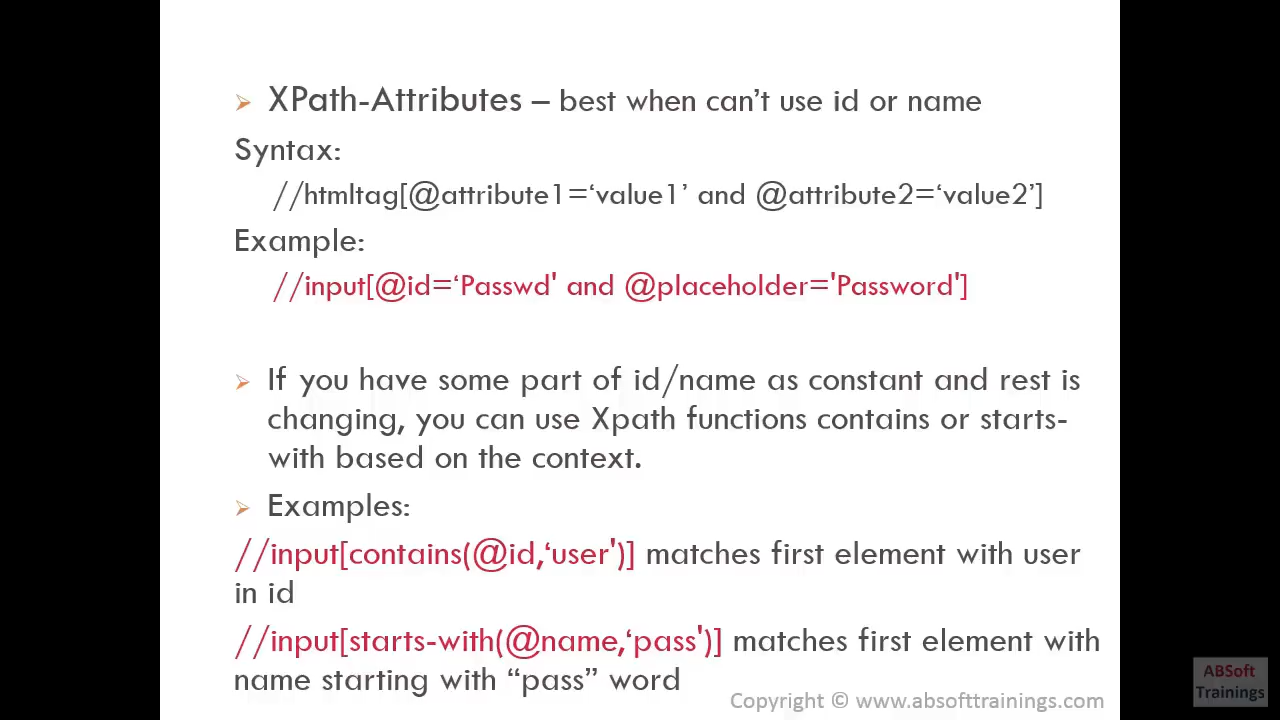 XPath-Attributes – best when can’t use id or name
Syntax:
//htmltag[@attribute1=‘value1’ and @attribute2=‘value2’]
Example:
//input[@id=‘Passwd' and @placeholder='Password']
If you have some part of id/name as constant and rest is
changing, you can use Xpath functions contains or starts-
with based on the context.
Examples:
//input[contains(@id,‘user')] matches first element with user
in id
//input[starts-with(@name,‘pass')] matches first element with
name starting with “pass” word
Copyright © www.absofttrainings.com
ABSoft
Trainings